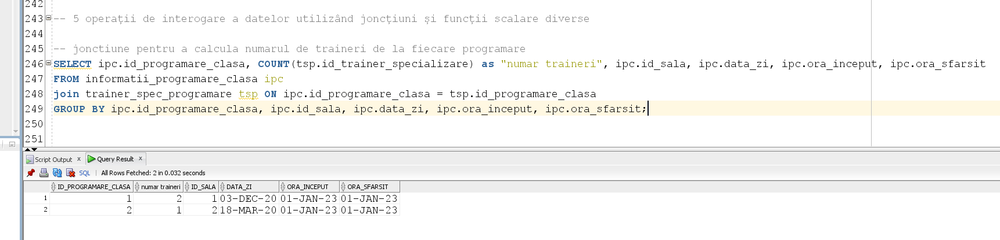 242
243 -- 5 operații de interogare a datelor utilizând joncțiuni și funcții scalare diverse
244
245 -- jonctiune pentru a calcula numarul de traineri de la fiecare programare
246 SELECT ipc.id_programare_clasa, COUNT(tsp.id_trainer_specializare) as "numar traineri", ipc.id_sala, ipc.data_zi, ipc.ora_inceput, ipc.ora_sfarsit
247 FROM informatii_programare_clasa ipc
248 join trainer_spec_programare tsp ON ipc.id_programare_clasa = tsp.id_programare_clasa
249 GROUP BY ipc.id_programare_clasa, ipc.id_sala, ipc.data_zi, ipc.ora_inceput, ipc.ora_sfarsit;
250
251
Script Output x Query Result x
SQL | All Rows Fetched: 2 in 0.032 seconds
ID_PROGRAMARE_CLASA numar traineri ID_SALA DATA_ZI ORA_INCEPUT ORA_SFARSIT
1 1 2 1 03-DEC-20 01-JAN-23 01-JAN-23
2 2 1 2 18-MAR-20 01-JAN-23 01-JAN-23